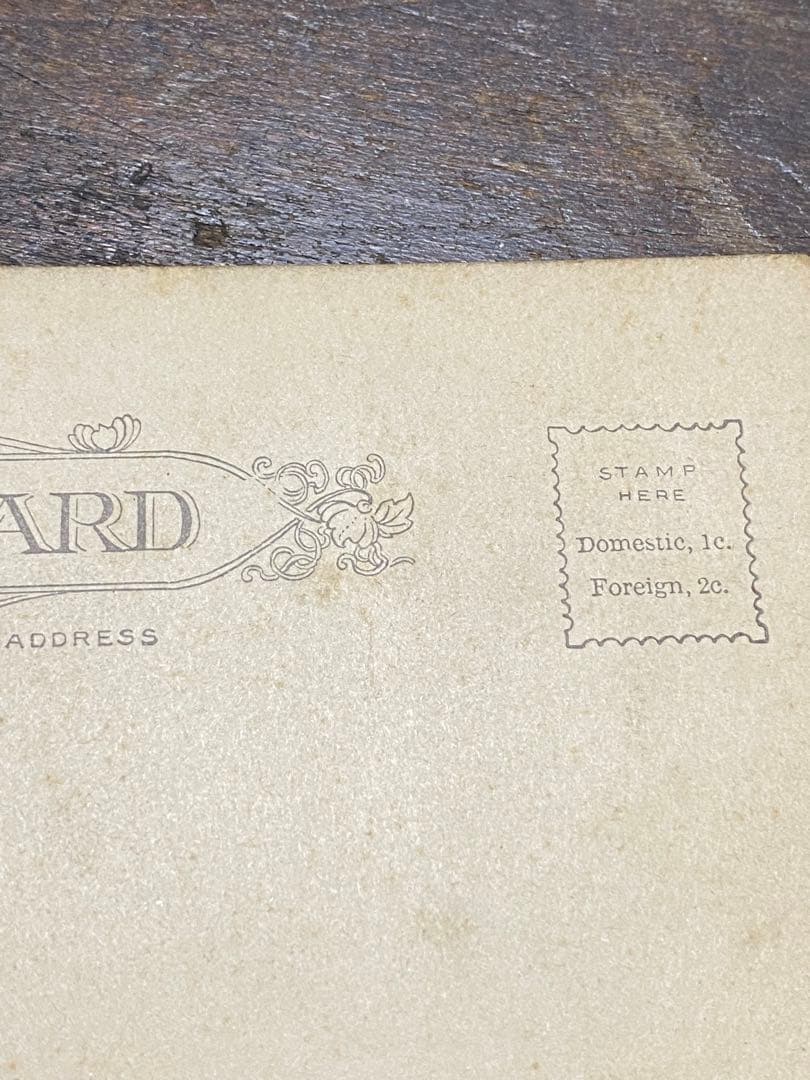 ARD
ADDRESS
STAMP
HERE
Domestic, 1c.
Foreign, 2c.